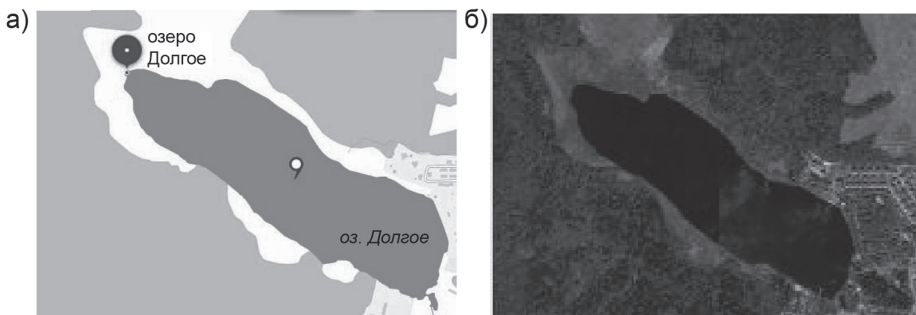 а)
озеро
Долгое
оз. Долгое
б)